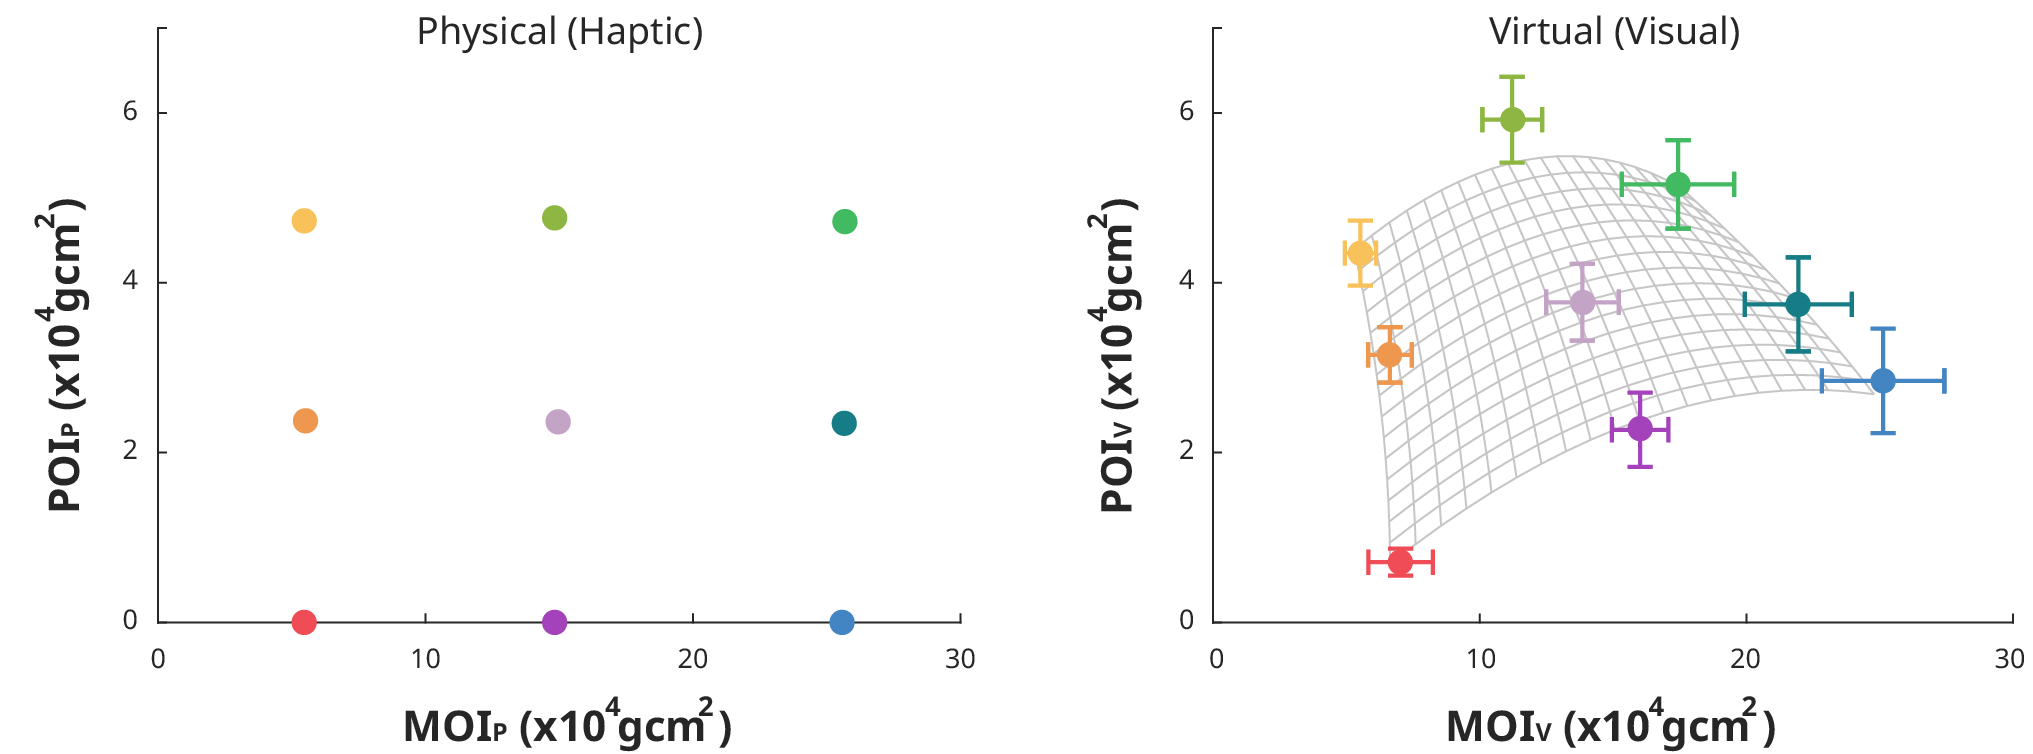 Physical (Haptic)
6
4
2
0
0 10 20 30
POIP (x10⁴gcm²)
MOIP (x10⁴gcm²)
Virtual (Visual)
6
4
2
0
0 10 20 30
POIV (x10⁴gcm²)
MOIV (x10⁴gcm²)